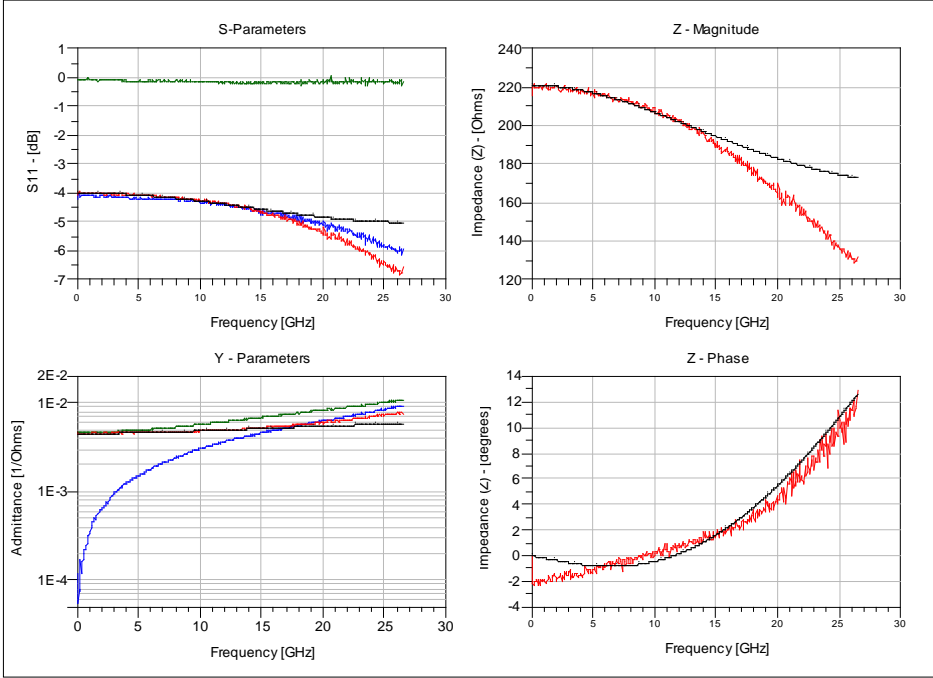 S-Parameters
1
0
-1
-2
-3
-4
-5
-6
-7
S11 - [dB]
0 5 10 15 20 25 30
Frequency [GHz]
Z - Magnitude
240
220
200
180
160
140
120
Impedance (Z) - [Ohms]
0 5 10 15 20 25 30
Frequency [GHz]
Y - Parameters
2E-2
1E-2
1E-3
1E-4
Admittance [1/Ohms]
0 5 10 15 20 25 30
Frequency [GHz]
Z - Phase
14
12
10
8
6
4
2
0
-2
-4
Impedance (Z) - [degrees]
0 5 10 15 20 25 30
Frequency [GHz]